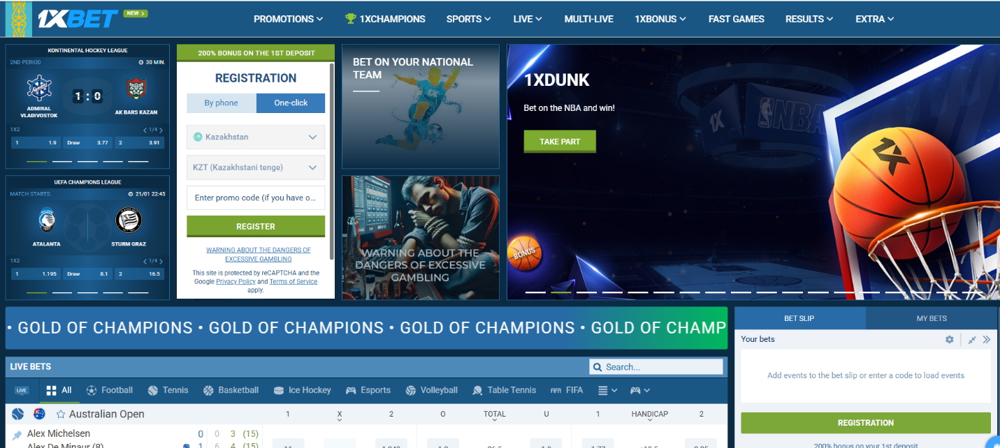 1XBET NEW >
PROMOTIONS
1XCHAMPIONS
SPORTS
LIVE
MULTI-LIVE
1XBONUS
FAST GAMES
RESULTS
EXTRA
KONTINENTAL HOCKEY LEAGUE
2ND PERIOD 30 MIN.
1 : 0
ADMIRAL
VLADIVOSTOK
AK BARS KAZAN
1X2 1/4
1 1.9 Draw 3.77 2 3.91
UEFA CHAMPIONS LEAGUE
MATCH STARTS: 21/01 22:45
ATALANTA STURM GRAZ
1X2 1/4
1 1.195 Draw 8.1 2 16.5
200% BONUS ON THE 1ST DEPOSIT
REGISTRATION
By phone One-click
Kazakhstan
KZT (Kazakhstani tenge)
Enter promo code (if you have o...
REGISTER
WARNING ABOUT THE DANGERS OF
EXCESSIVE GAMBLING
This site is protected by reCAPTCHA and the
Google Privacy Policy and Terms of Service
apply.
BET ON YOUR NATIONAL
TEAM
WARNING ABOUT THE
DANGERS OF EXCESSIVE
GAMBLING
1XDUNK
Bet on the NBA and win!
TAKE PART
1X
NBA
1X
BONUS
• GOLD OF CHAMPIONS • GOLD OF CHAMPIONS • GOLD OF CHAMPIONS • GOLD OF CHAMP
LIVE BETS
Search...
LIVE All Football Tennis Basketball Ice Hockey Esports Volleyball Table Tennis FIFA FIFA
Australian Open 1 X 2 O TOTAL U 1 HANDICAP 2
Alex Michelsen 0 0 3 (15)
Alex De Minaur (8) 1 6 4 (15)
BET SLIP MY BETS
Your bets
Add events to the bet slip or enter a code to load events
REGISTRATION
200% bonus on your 1st deposit